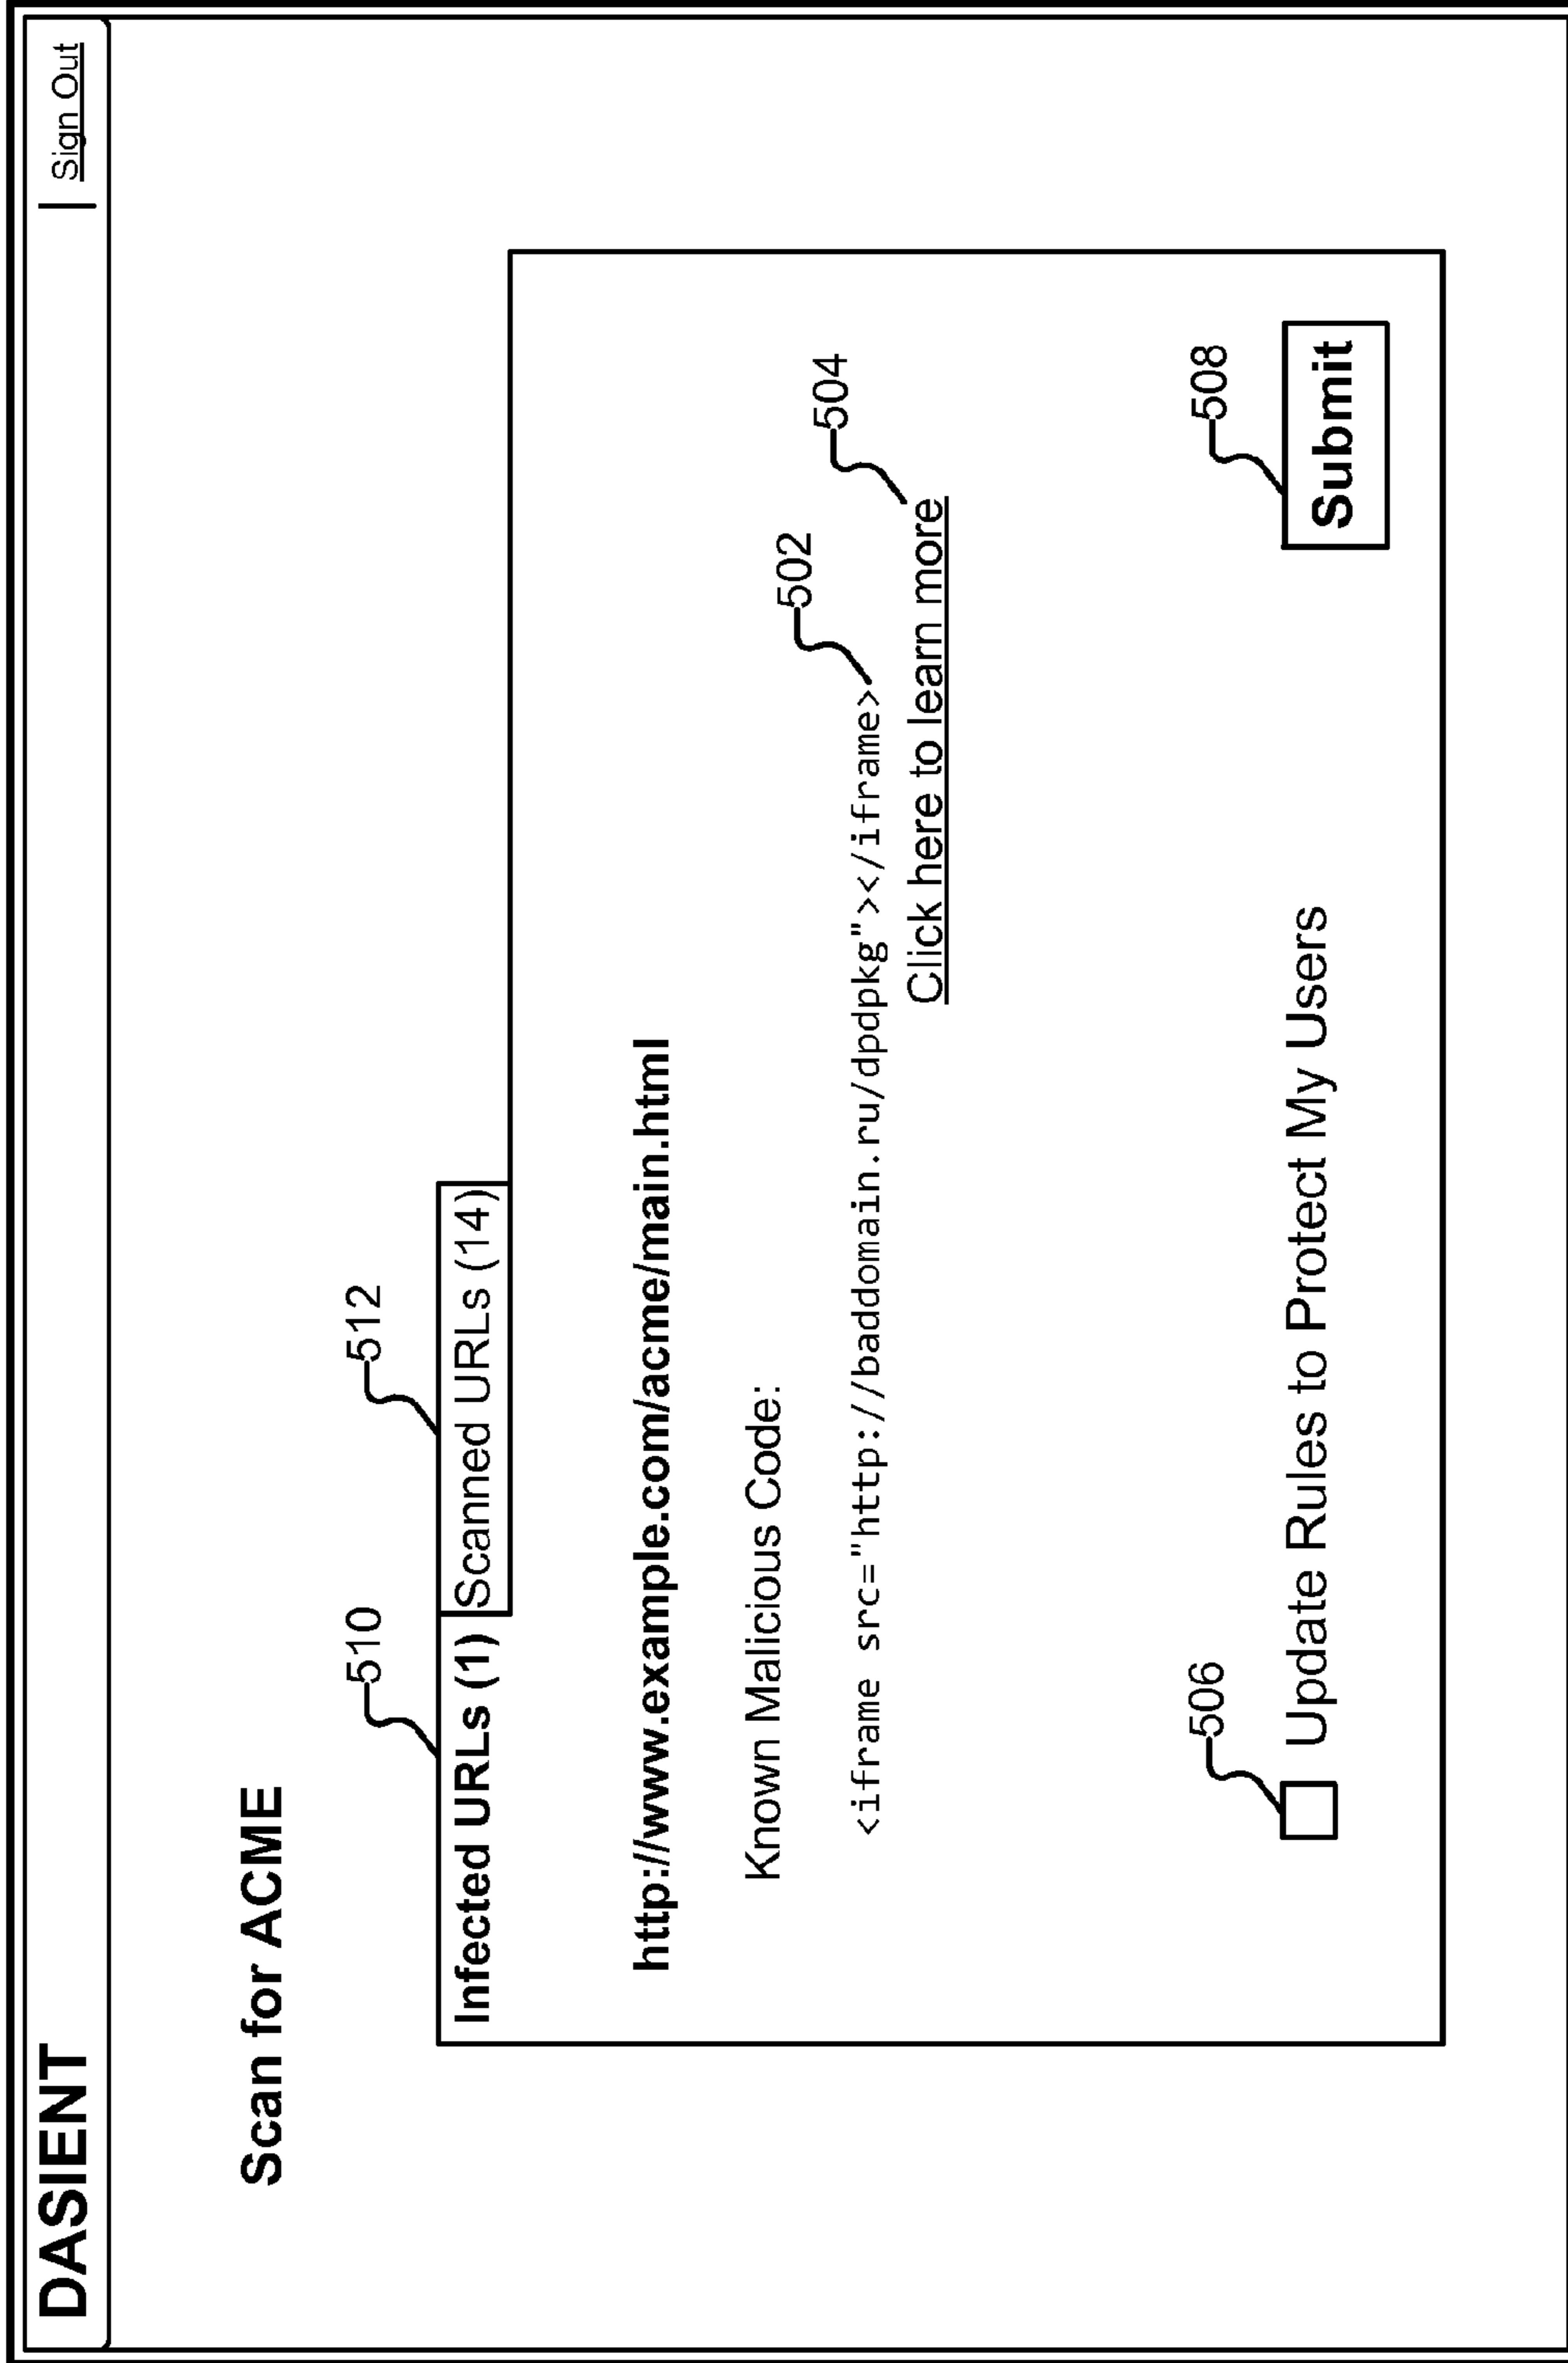 DASIENT
| Sign Out
Scan for ACME
510
512
Infected URLs (1)
Scanned URLs (14)
http://www.example.com/acme/main.html
Known Malicious Code:
502
<iframe src="http://baddomain.ru/dpdpkg"></iframe>
504
Click here to learn more
506
Update Rules to Protect My Users
508
Submit